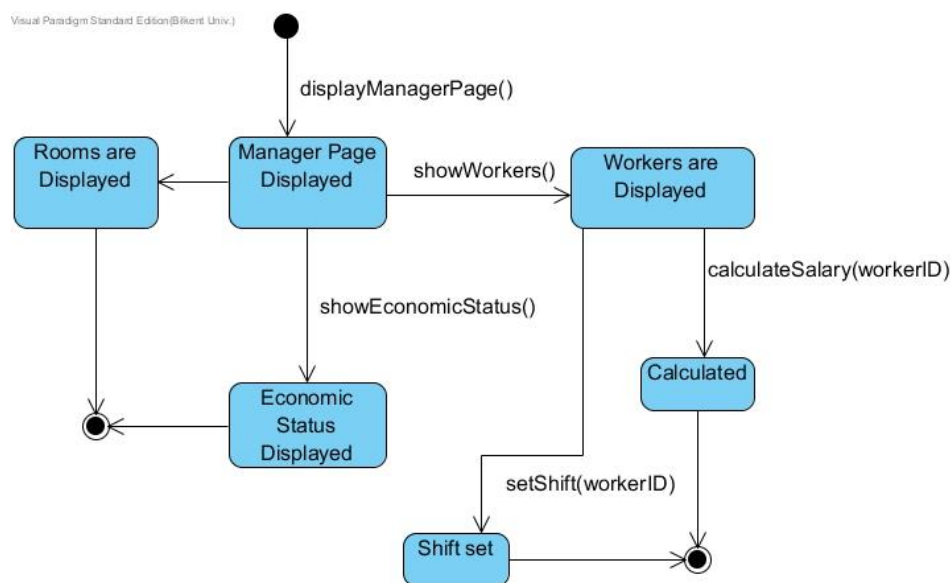 Visual Paradigm Standard Edition(Bilkent Univ.)
displayManagerPage()
Rooms are
Displayed
Manager Page
Displayed
showWorkers()
Workers are
Displayed
calculateSalary(workerID)
showEconomicStatus()
Calculated
Economic
Status
Displayed
setShift(workerID)
Shift set